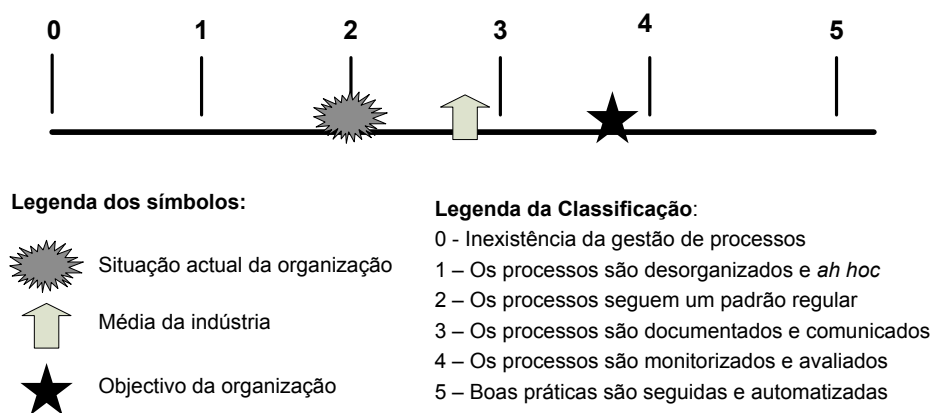 0 1 2 3 4 5
Legenda dos símbolos:
Situação actual da organização
Média da indústria
Objectivo da organização
Legenda da Classificação:
0 - Inexistência da gestão de processos
1 – Os processos são desorganizados e ah hoc
2 – Os processos seguem um padrão regular
3 – Os processos são documentados e comunicados
4 – Os processos são monitorizados e avaliados
5 – Boas práticas são seguidas e automatizadas